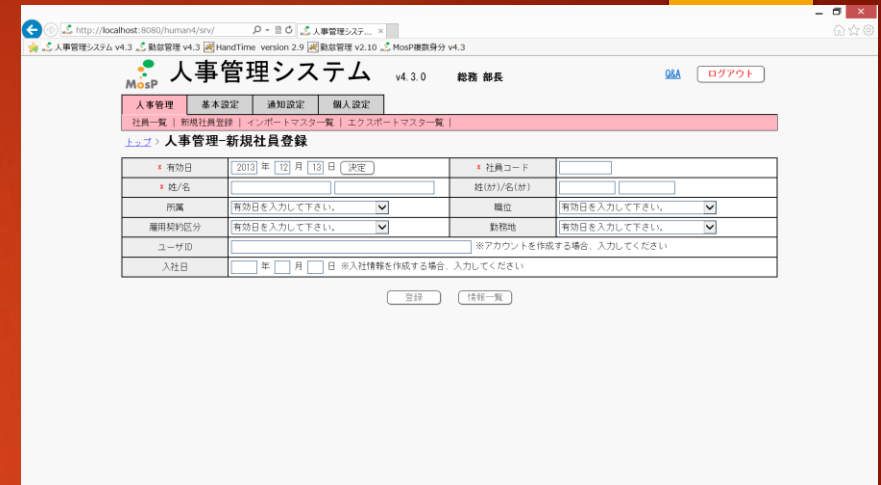 http://localhost:8080/human4/srv/ 人事管理システ... ×
人事管理システム v4.3 勤怠管理 v4.3 HandTime version 2.9 勤怠管理 v2.10 MosP複数身分 v4.3
MosP 人事管理システム v4.3.0 総務 部長 Q&A ログアウト
人事管理 基本設定 通知設定 個人設定
社員一覧 | 新規社員登録 | インポートマスター覧 | エクスポートマスター覧 |
トップ > 人事管理-新規社員登録
* 有効日 2013 年 12 月 13 日 決定 * 社員コード
* 姓/名 姓(カナ)/名(カナ)
所属 有効日を入力して下さい。 職位 有効日を入力して下さい。
雇用契約区分 有効日を入力して下さい。 勤務地 有効日を入力して下さい。
ユーザID ※アカウントを作成する場合、入力してください
入社日 年 月 日 ※入社情報を作成する場合、入力してください
登録 情報一覧